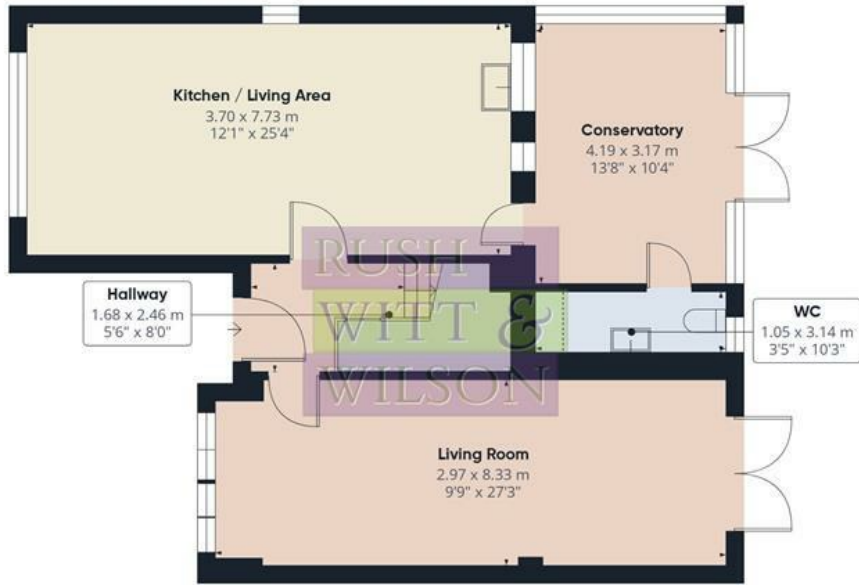 Kitchen / Living Area
3.70 x 7.73 m
12'1" x 25'4"
Conservatory
4.19 x 3.17 m
13'8" x 10'4"
Hallway
1.68 x 2.46 m
5'6" x 8'0"
RUSH
WITT &
WILSON
WC
1.05 x 3.14 m
3'5" x 10'3"
Living Room
2.97 x 8.33 m
9'9" x 27'3"